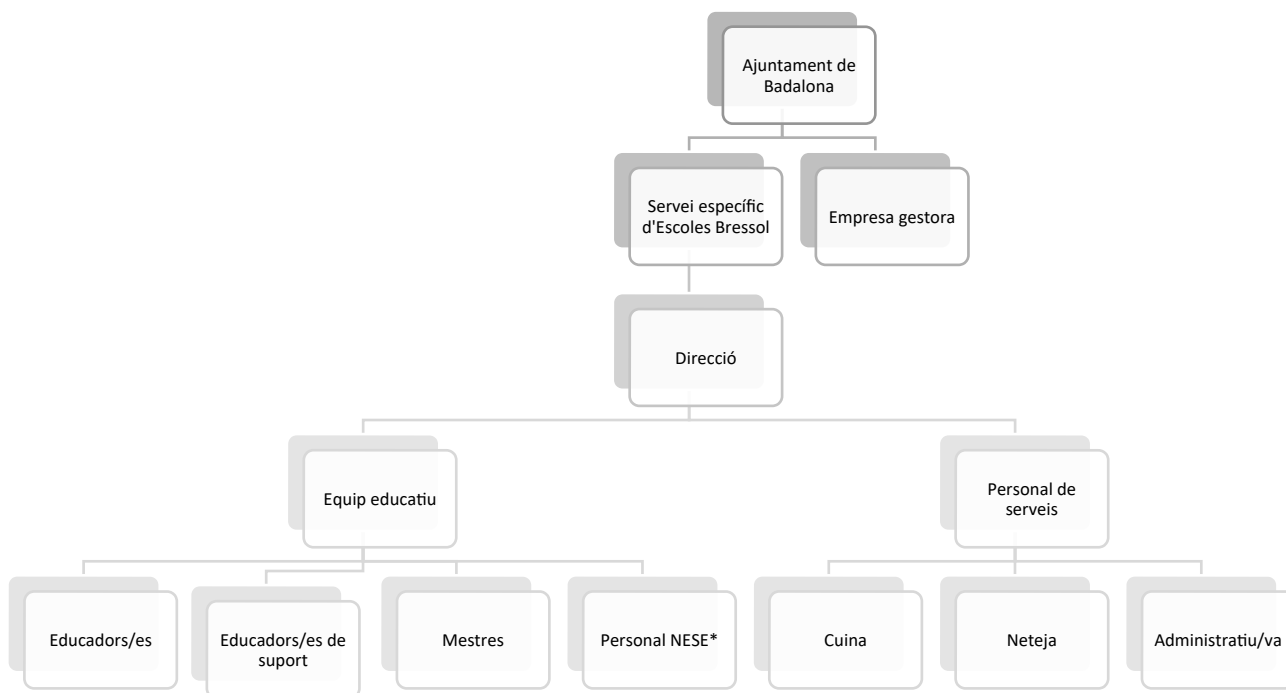 Ajuntament de
Badalona
Servei específic
d'Escoles Bressol
Empresa gestora
Direcció
Equip educatiu
Personal de
serveis
Educadors/es
Educadors/es de
suport
Mestres
Personal NESE*
Cuina
Neteja
Administratiu/va